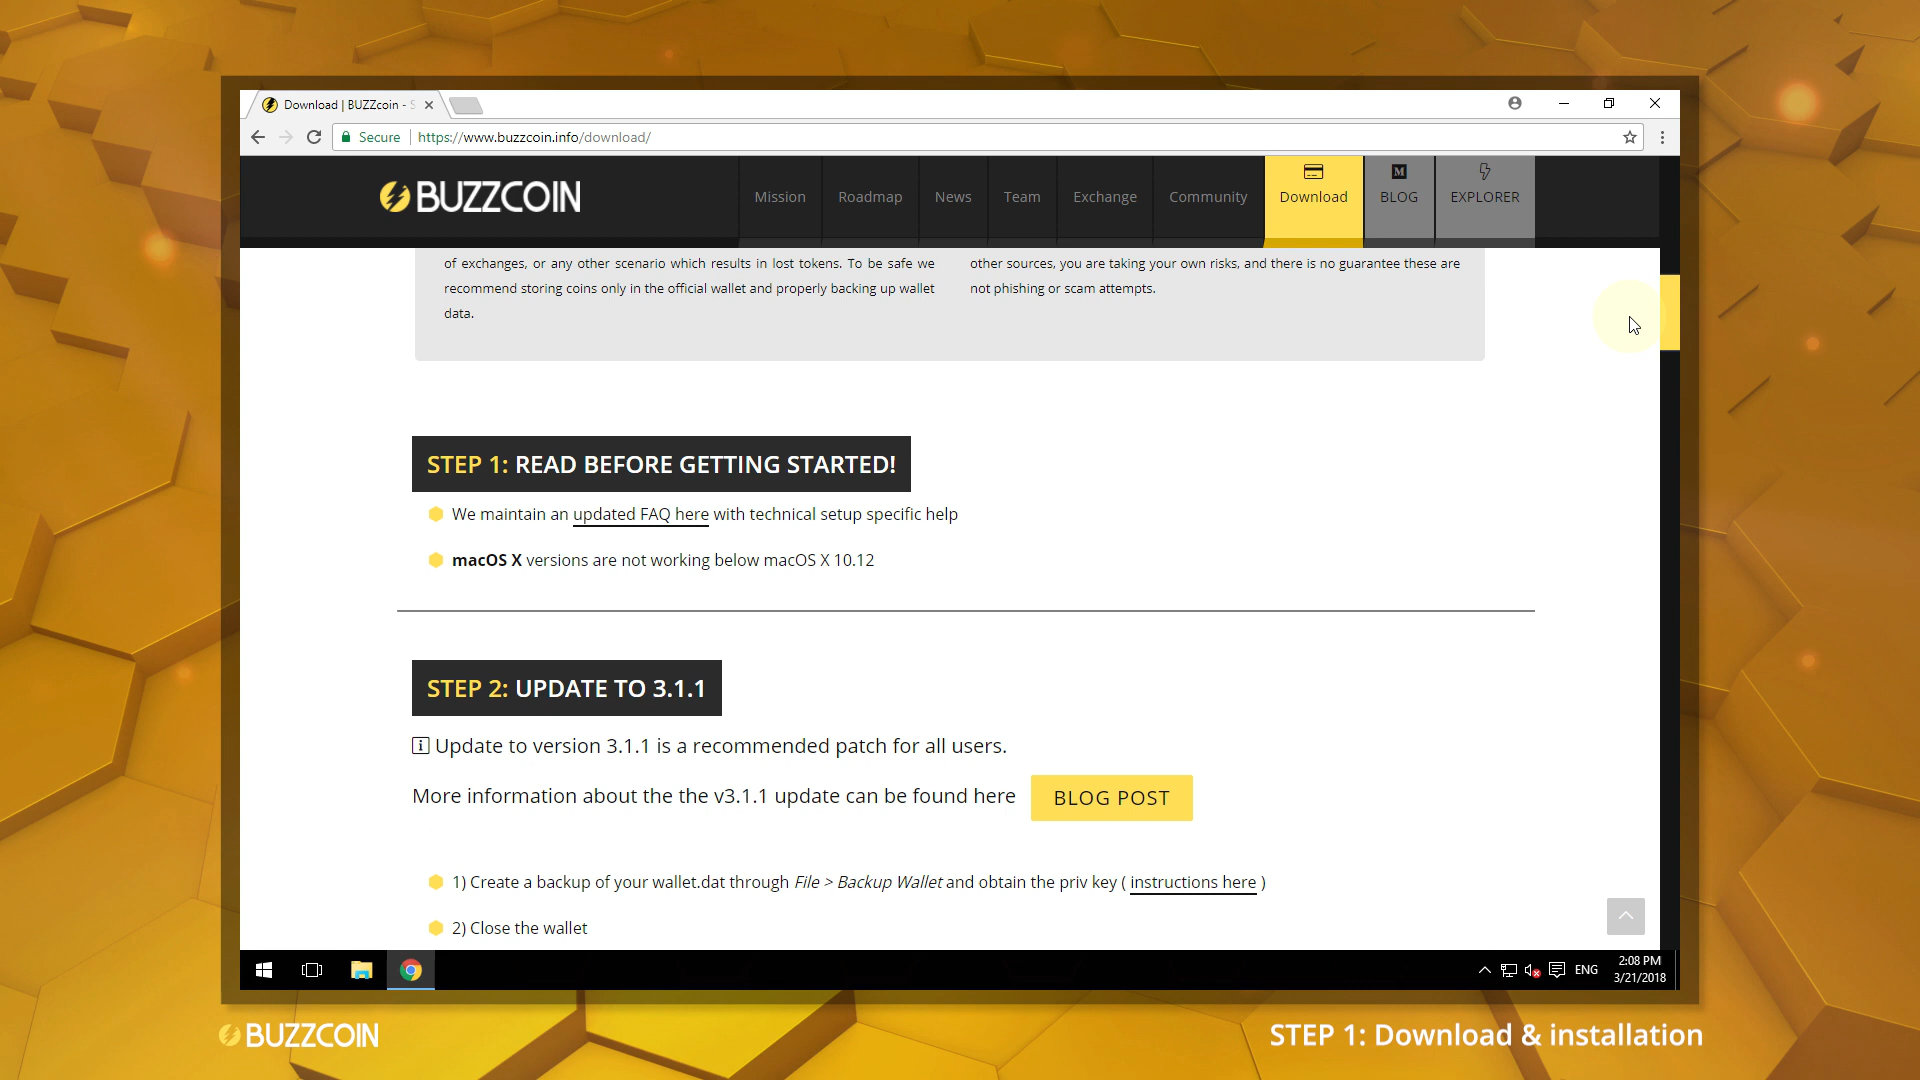 Download | BUZZcoin - S
Secure
https://www.buzzcoin.info/download/
BUZZCOIN
Mission
Roadmap
News
Team
Exchange
Community
Download
M
BLOG
EXPLORER
of exchanges, or any other scenario which results in lost tokens. To be safe we
recommend storing coins only in the official wallet and properly backing up wallet
data.
other sources, you are taking your own risks, and there is no guarantee these are
not phishing or scam attempts.
STEP 1: READ BEFORE GETTING STARTED!
We maintain an updated FAQ here with technical setup specific help
macOS X versions are not working below macOS X 10.12
STEP 2: UPDATE TO 3.1.1
Update to version 3.1.1 is a recommended patch for all users.
More information about the the v3.1.1 update can be found here
BLOG POST
1) Create a backup of your wallet.dat through File > Backup Wallet and obtain the priv key ( instructions here )
2) Close the wallet
ENG
2:08 PM
3/21/2018
BUZZCOIN
STEP 1: Download & installation